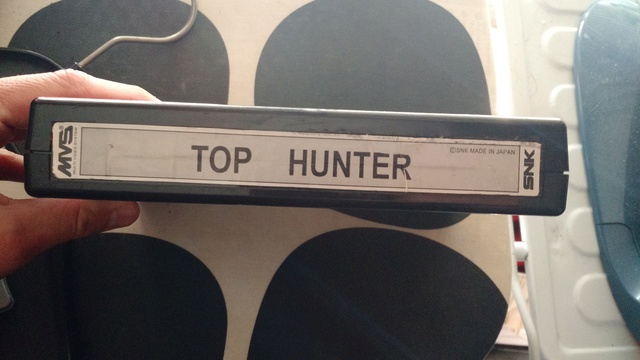 MVS
TOP HUNTER
©SNK MADE IN JAPAN
SNK